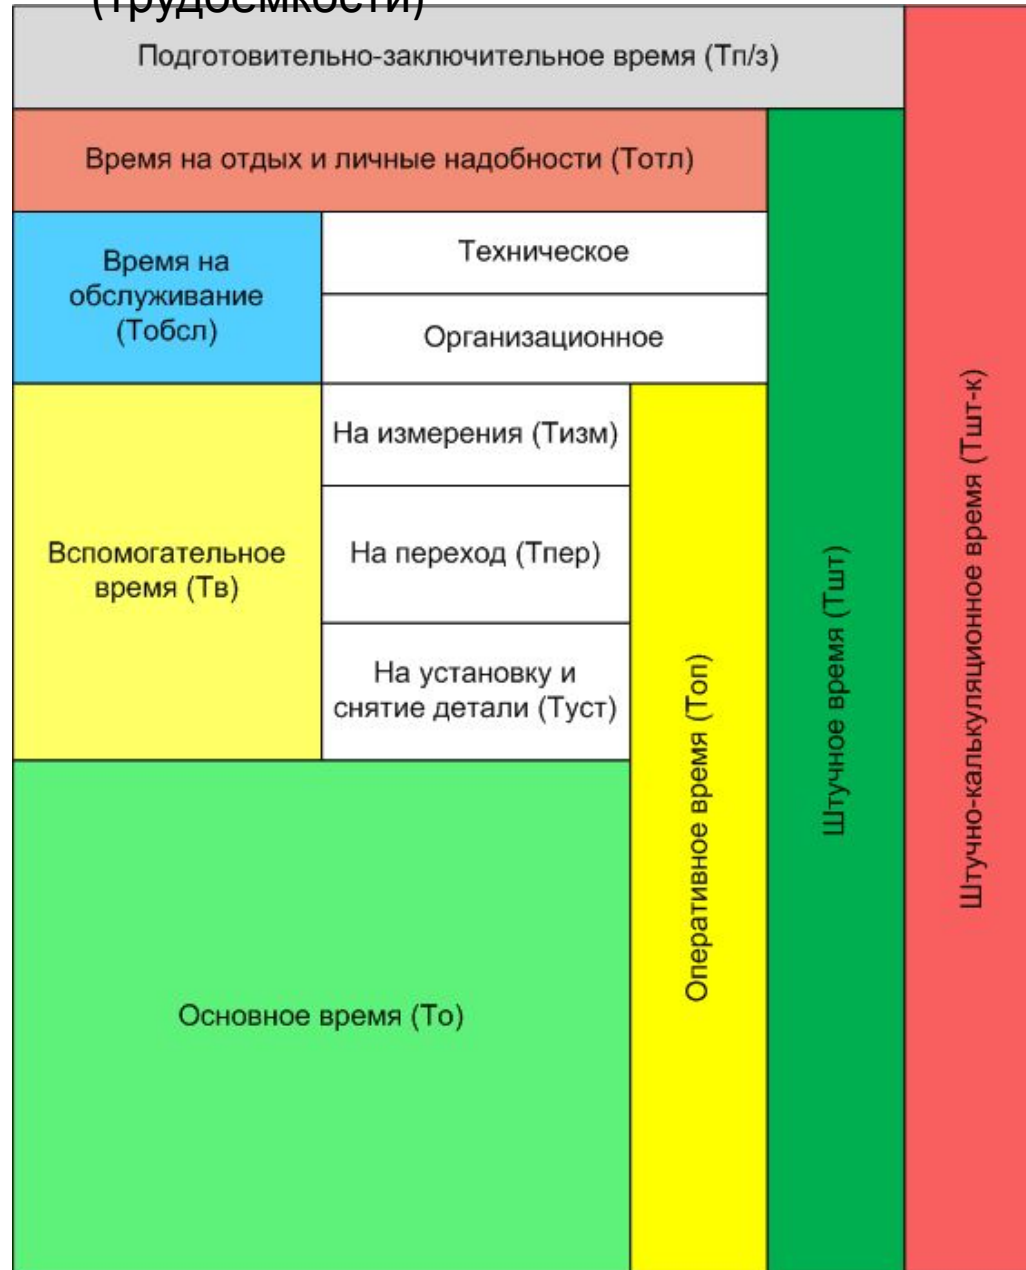 (трудоемкости)
Подготовительно-заключительное время (Тп/з)
Время на отдых и личные надобности (Тотл)
Время на
обслуживание
(Тобсл)
Техническое
Организационное
Вспомогательное
время (Тв)
На измерения (Тизм)
На переход (Тпер)
На установку и
снятие детали (Туст)
Основное время (То)
Оперативное время (Топ)
Штучное время (Тшт)
Штучно-калькуляционное время (Тшт-к)